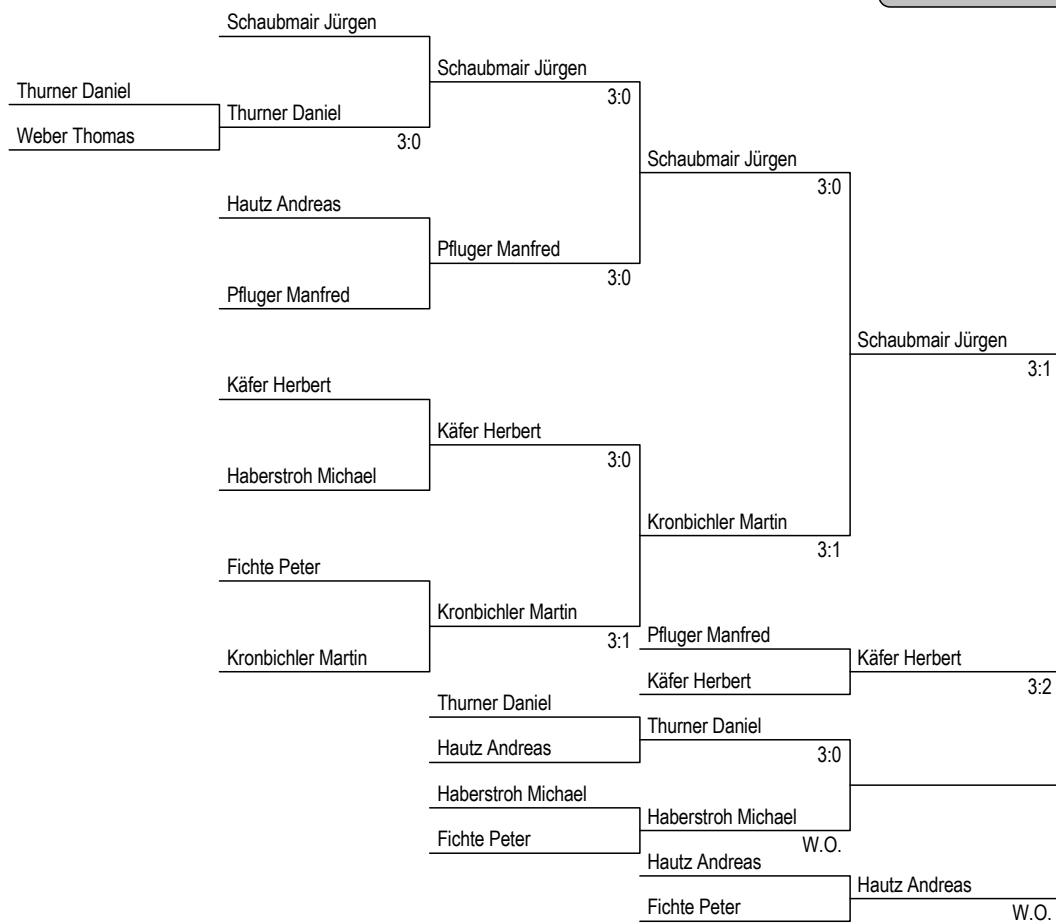 Schaubmair Jürgen
Schaubmair Jürgen
Thurner Daniel
3:0
Thurner Daniel
Weber Thomas
3:0
Schaubmair Jürgen
3:0
Hautz Andreas
Pfluger Manfred
3:0
Pfluger Manfred
Schaubmair Jürgen
3:1
Käfer Herbert
Käfer Herbert
3:0
Haberstroh Michael
Kronbichler Martin
3:1
Fichte Peter
Kronbichler Martin
3:1
Kronbichler Martin
Pfluger Manfred
Käfer Herbert
Käfer Herbert
3:2
Thurner Daniel
Thurner Daniel
Hautz Andreas
3:0
Haberstroh Michael
Haberstroh Michael
Fichte Peter
W.O.
Hautz Andreas
Hautz Andreas
Fichte Peter
W.O.